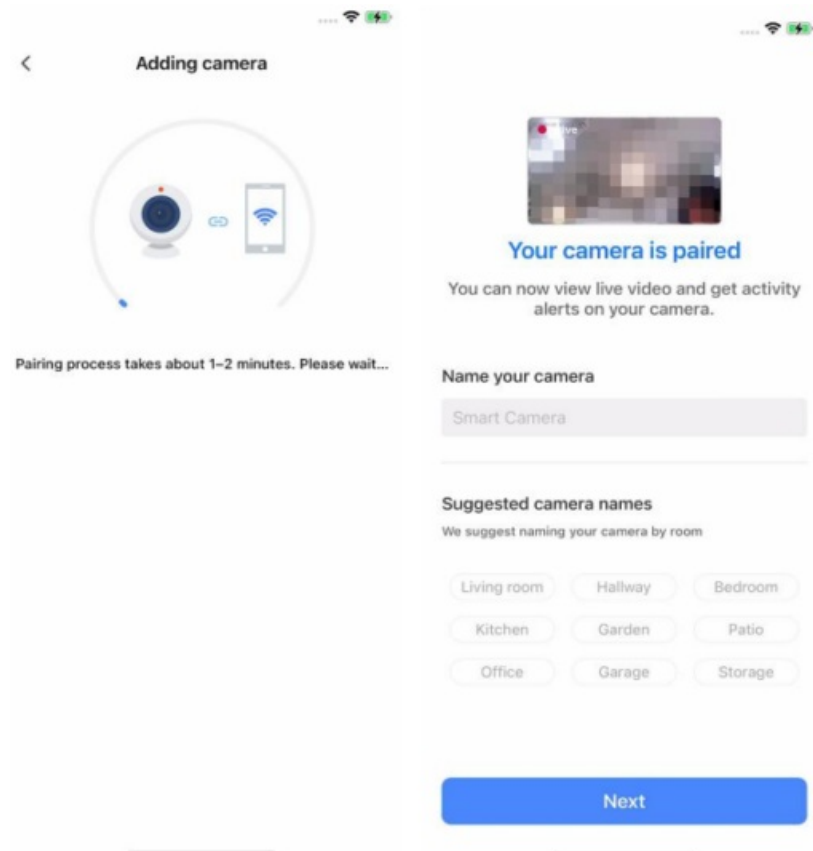 Adding camera
Pairing process takes about 1–2 minutes. Please wait...
Your camera is paired
You can now view live video and get activity
alerts on your camera.
Name your camera
Smart Camera
Suggested camera names
We suggest naming your camera by room
Living room Hallway Bedroom
Kitchen Garden Patio
Office Garage Storage
Next